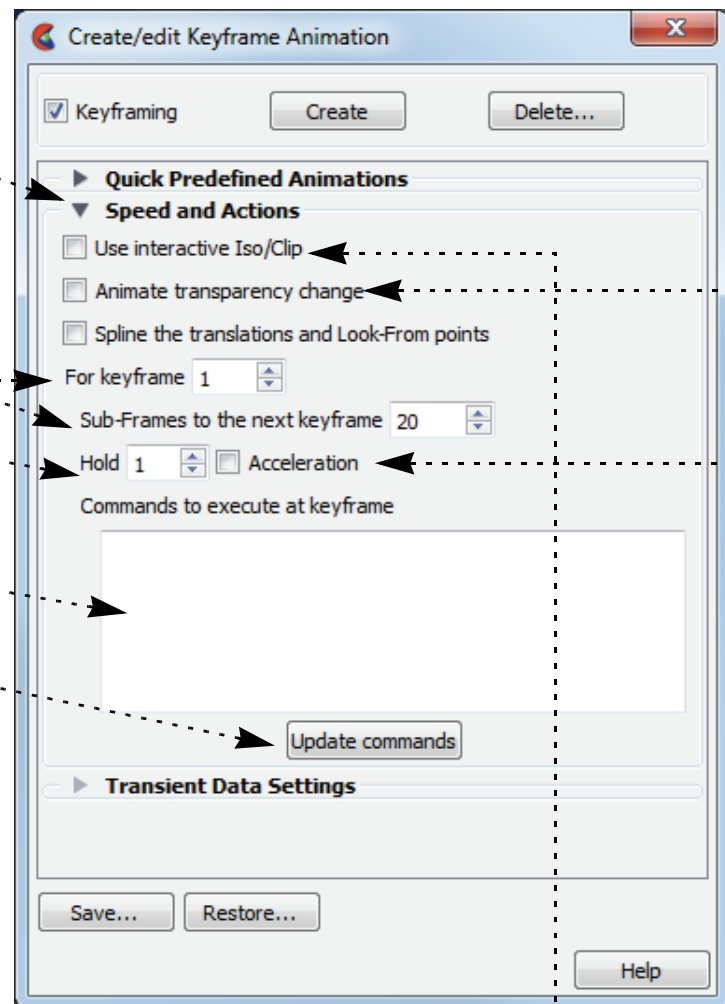 Create/edit Keyframe Animation
Keyframing Create Delete...
Quick Predefined Animations
Speed and Actions
Use interactive Iso/Clip
Animate transparency change
Spline the translations and Look-From points
For keyframe 1
Sub-Frames to the next keyframe 20
Hold 1 Acceleration
Commands to execute at keyframe
Update commands
Transient Data Settings
Save... Restore...
Help